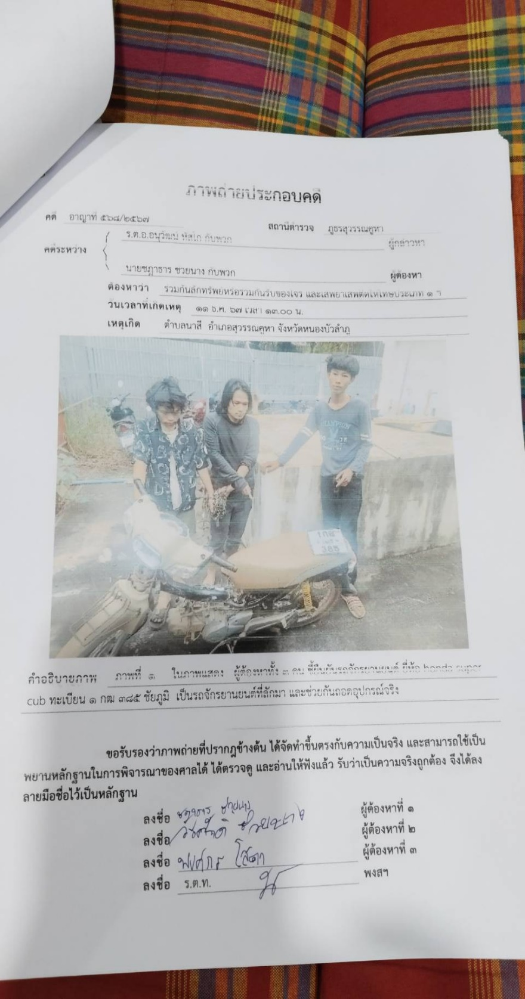 ภาพถ่ายประกอบคดี
คดี อาญาที่ ๕๖๘/๒๕๖๗ สถานีตำรวจ ภูธรสุวรรณคูหา
ร.ต.อ.อนุวัฒน์ หัสโก กับพวก ผู้กล่าวหา
คดีระหว่าง
นายชฎาธาร ชวยนาง กับพวก ผู้ต้องหา
ต้องหาว่า ร่วมกันลักทรัพย์หรือร่วมกันรับของโจร และเสพยาเสพติดให้โทษประเภท ๑ ฯ
วันเวลาที่เกิดเหตุ ๑๑ ธ.ค. ๖๗ เวลา ๑๓.๐๐ น.
เหตุเกิด ตำบลนาสี อำเภอสุวรรณคูหา จังหวัดหนองบัวลำภู
385
คำอธิบายภาพ ภาพที่ ๑ ในภาพแสดง ผู้ต้องหาทั้ง ๓ คน ชี้ยืนยันรถจักรยานยนต์ ยี่ห้อ honda super
cub ทะเบียน ๑ กฒ ๓๘๕ ชัยภูมิ เป็นรถจักรยานยนต์ที่ลักมา และช่วยกันถอดอุปกรณ์จริง
ขอรับรองว่าภาพถ่ายที่ปรากฏข้างต้น ได้จัดทำขึ้นตรงกับความเป็นจริง และสามารถใช้เป็น
พยานหลักฐานในการพิจารณาของศาลได้ ได้ตรวจดู และอ่านให้ฟังแล้ว รับว่าเป็นความจริงถูกต้อง จึงได้ลง
ลายมือชื่อไว้เป็นหลักฐาน
ลงชื่อ ชฎาธาร ชวยนาง ผู้ต้องหาที่ ๑
ลงชื่อ ผู้ต้องหาที่ ๒
ลงชื่อ พงศกร โสดา ผู้ต้องหาที่ ๓
ลงชื่อ ร.ต.ท. พงสฯ